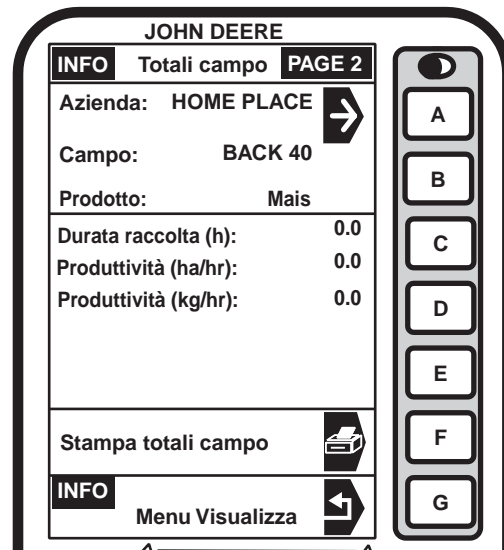 JOHN DEERE
INFO Totali campo PAGE 2
Azienda: HOME PLACE
Campo: BACK 40
Prodotto: Mais
Durata raccolta (h): 0.0
Produttività (ha/hr): 0.0
Produttività (kg/hr): 0.0
Stampa totali campo
INFO
Menu Visualizza
A
B
C
D
E
F
G